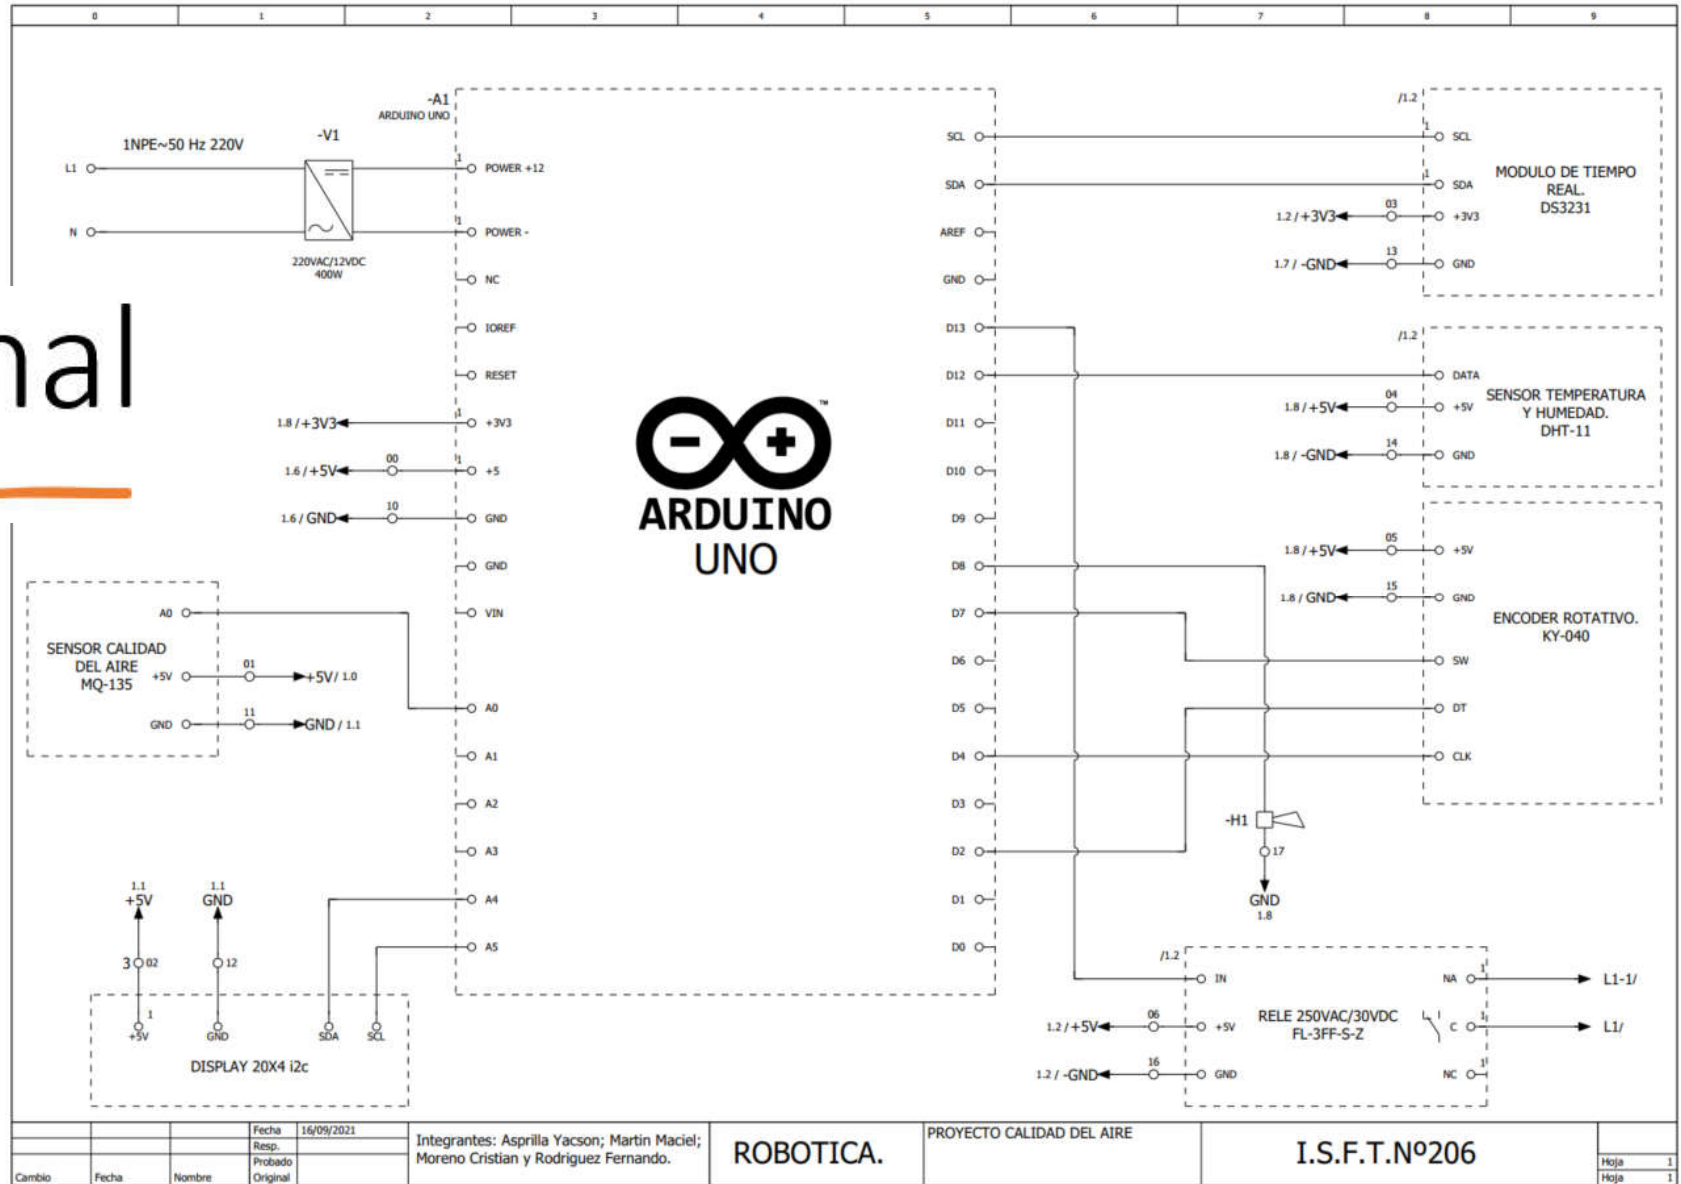 0 1 2 3 4 5 6 7 8 9
-A1
ARDUINO UNO
1NPE~50 Hz 220V
-V1
L1
N
220VAC/12VDC
400W
nal
1
POWER +12
1
POWER -
NC
IOREF
RESET
1.8 / +3V3
1
+3V3
1.6 / +5V
00
1
+5
1.6 / GND
10
GND
GND
VIN
A0
A1
A2
A3
A4
A5
SENSOR CALIDAD
DEL AIRE
MQ-135
A0
+5V
01
+5V / 1.0
GND
11
GND / 1.1
1.1
+5V
1.1
GND
3
02
12
1
+5V
GND
SDA
SCL
DISPLAY 20X4 i2c
TM
ARDUINO
UNO
SCL
SDA
AREF
GND
D13
D12
D11
D10
D9
D8
D7
D6
D5
D4
D3
D2
D1
D0
/1.2
1
SCL
1
SDA
1.2 / +3V3
03
+3V3
1.7 / -GND
13
GND
MODULO DE TIEMPO
REAL.
DS3231
/1.2
DATA
1.8 / +5V
04
+5V
1.8 / -GND
14
GND
SENSOR TEMPERATURA
Y HUMEDAD.
DHT-11
1.8 / +5V
05
+5V
1.8 / GND
15
GND
SW
DT
CLK
ENCODER ROTATIVO.
KY-040
-H1
17
GND
1.8
/1.2
IN
1.2 / +5V
06
+5V
1.2 / -GND
16
GND
RELE 250VAC/30VDC
FL-3FF-S-Z
NA
1
L1-1/
C
1
L1/
NC
1
Cambio
Fecha
Nombre
Fecha 16/09/2021
Resp.
Probado
Original
Integrantes: Asprilla Yacson; Martin Maciel;
Moreno Cristian y Rodriguez Fernando.
ROBOTICA.
PROYECTO CALIDAD DEL AIRE
I.S.F.T.Nº206
Hoja 1
Hoja 1